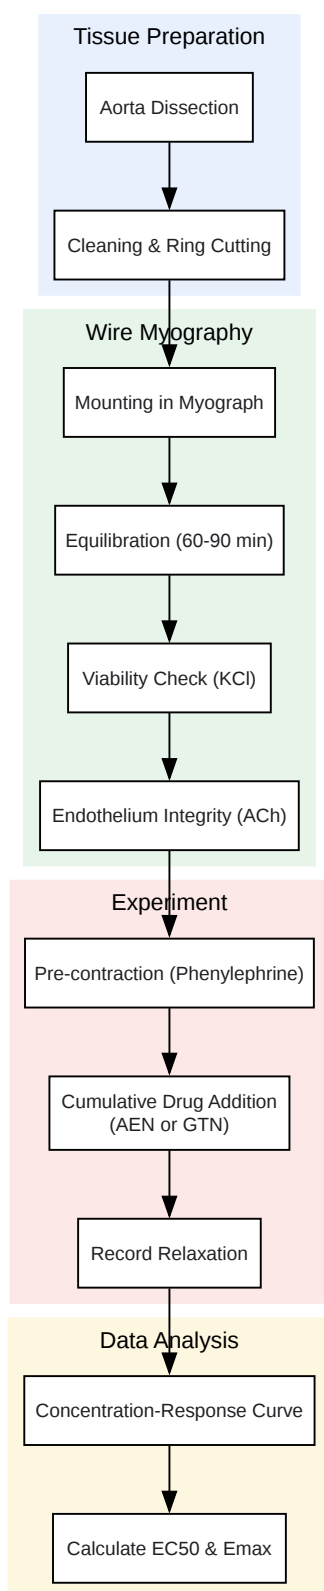 Tissue Preparation
Aorta Dissection
Cleaning & Ring Cutting
Wire Myography
Mounting in Myograph
Equilibration (60-90 min)
Viability Check (KCl)
Endothelium Integrity (ACh)
Experiment
Pre-contraction (Phenylephrine)
Cumulative Drug Addition
(AEN or GTN)
Record Relaxation
Data Analysis
Concentration-Response Curve
Calculate EC50 & Emax